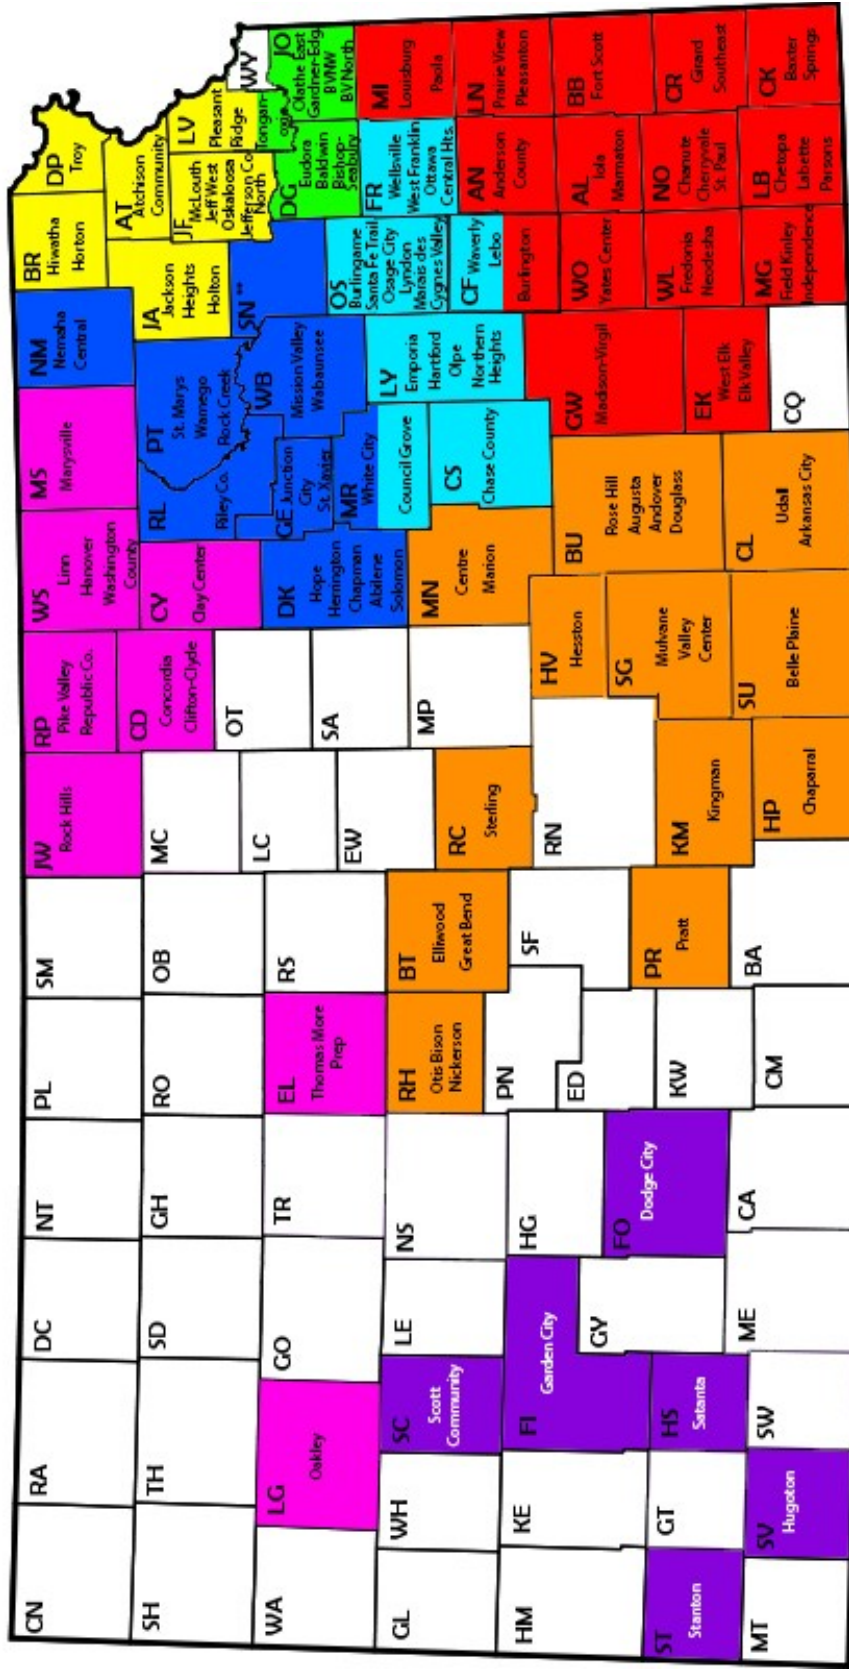 CN
RA
DC
NT
PL
SM
JW
Rock Hills
RP
Pike Valley
Republic Co.
WS
Linn
Hanover
Washington
County
MS
Marysville
NM
Nemaha
Central
BR
Hiwatha
Horton
DP
Troy
SH
TH
SD
GH
RO
OB
MC
CD
Concordia
Clifton-Clyde
CY
Clay Center
RL
Riley Co.
PT
St. Marys
Wamego
Rock Creek
JA
Jackson
Heights
Holton
AT
Atchison
Community
JF
McLouth
Jeff West
Oskaloosa
Jefferson Co.
North
LV
Pleasant
Ridge
Tongan-
oxie
WY
WA
LG
Oakley
GO
TR
EL
Thomas More
Prep
RS
LC
OT
DK
Hope
Herrington
Chapman
Abilene
Solomon
GE
Junction
City
St. Xavier
WB
Mission Valley
Wabaunsee
SN **
DG
Eudora
Baldwin
Bishop-
Seabury
JO
Olathe East
Gardner-Edg.
BVNW
BV North
EW
SA
MR
White City
Council Grove
OS
Burlingame
Santa Fe Trail
Osage City
Lyndon
Marais des
Cygnes Valley
FR
Wellsville
West Franklin
Ottawa
Central Hts.
MI
Louisburg
Paola
GL
WH
SC
Scott
Community
LE
NS
RH
Otis Bison
Nickerson
BT
Elliwood
Great Bend
RC
Sterling
MP
MN
Centre
Marion
CS
Chase County
LY
Emporia
Hartford
Olpe
Northern
Heights
CF
Waverly
Lebo
Burlington
AN
Anderson
County
LN
Prairie View
Pleasanton
HM
KE
FI
Garden City
HG
PN
ED
SF
RN
HV
Hesston
BU
Rose Hill
Augusta
Andover
Douglass
GW
Madison-Virgil
WO
Yates Center
AL
Iola
Marmaton
BB
Fort Scott
ST
Stanton
GT
HS
Satanta
GY
FO
Dodge City
KW
PR
Pratt
KM
Kingman
SG
Mulvane
Valley
Center
EK
West Elk
Elk Valley
WL
Fredonia
Neodesha
NO
Chanute
Cherryvale
St. Paul
CR
Girard
Southeast
MT
SV
Hugoton
SW
ME
CA
CM
BA
HP
Chaparral
SU
Belle Plaine
CL
Udall
Arkansas City
CQ
MG
Field Kinley
Independence
LB
Chetopa
Labette
Parsons
CK
Baxter
Springs